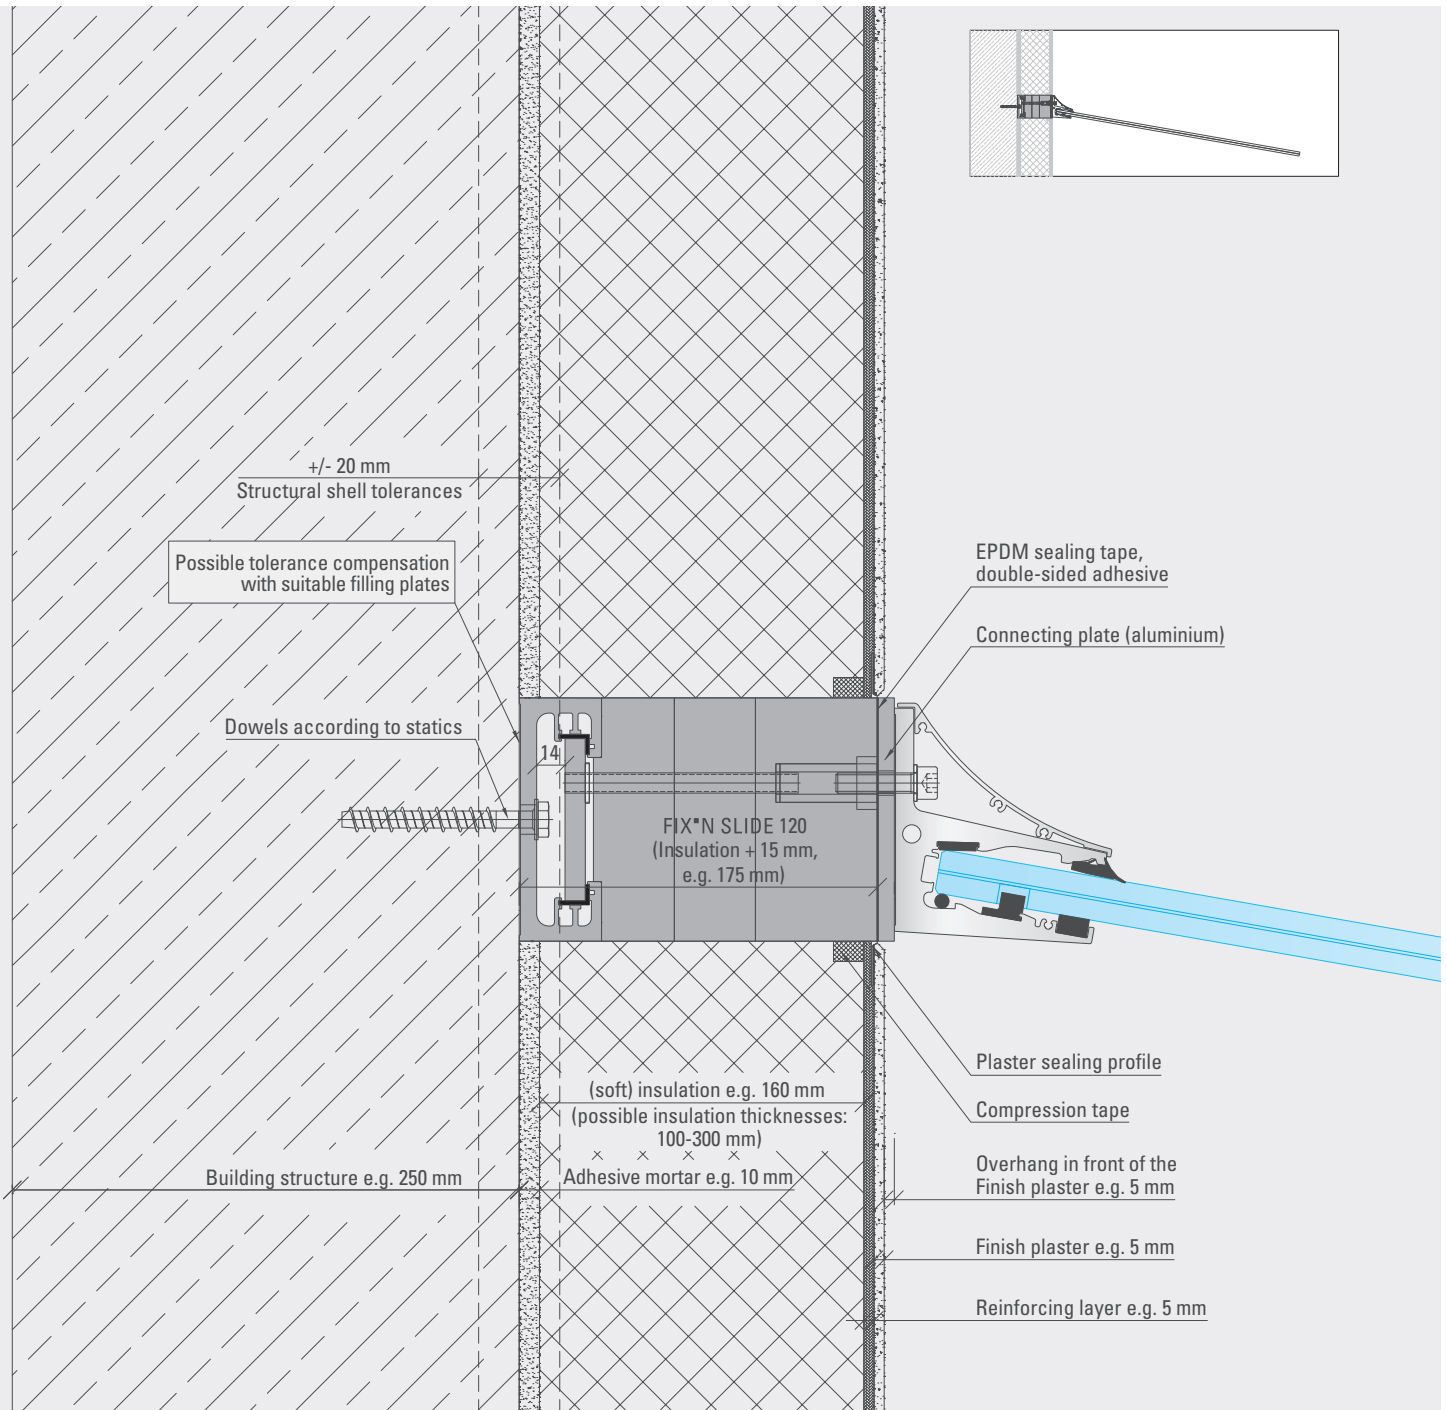 +/- 20 mm
Structural shell tolerances
Possible tolerance compensation
with suitable filling plates
EPDM sealing tape,
double-sided adhesive
Connecting plate (aluminium)
Dowels according to statics
14
FIX■N SLIDE 120
(Insulation + 15 mm,
e.g. 175 mm)
(soft) insulation e.g. 160 mm
(possible insulation thicknesses:
100-300 mm)
Building structure e.g. 250 mm
Adhesive mortar e.g. 10 mm
Plaster sealing profile
Compression tape
Overhang in front of the
Finish plaster e.g. 5 mm
Finish plaster e.g. 5 mm
Reinforcing layer e.g. 5 mm